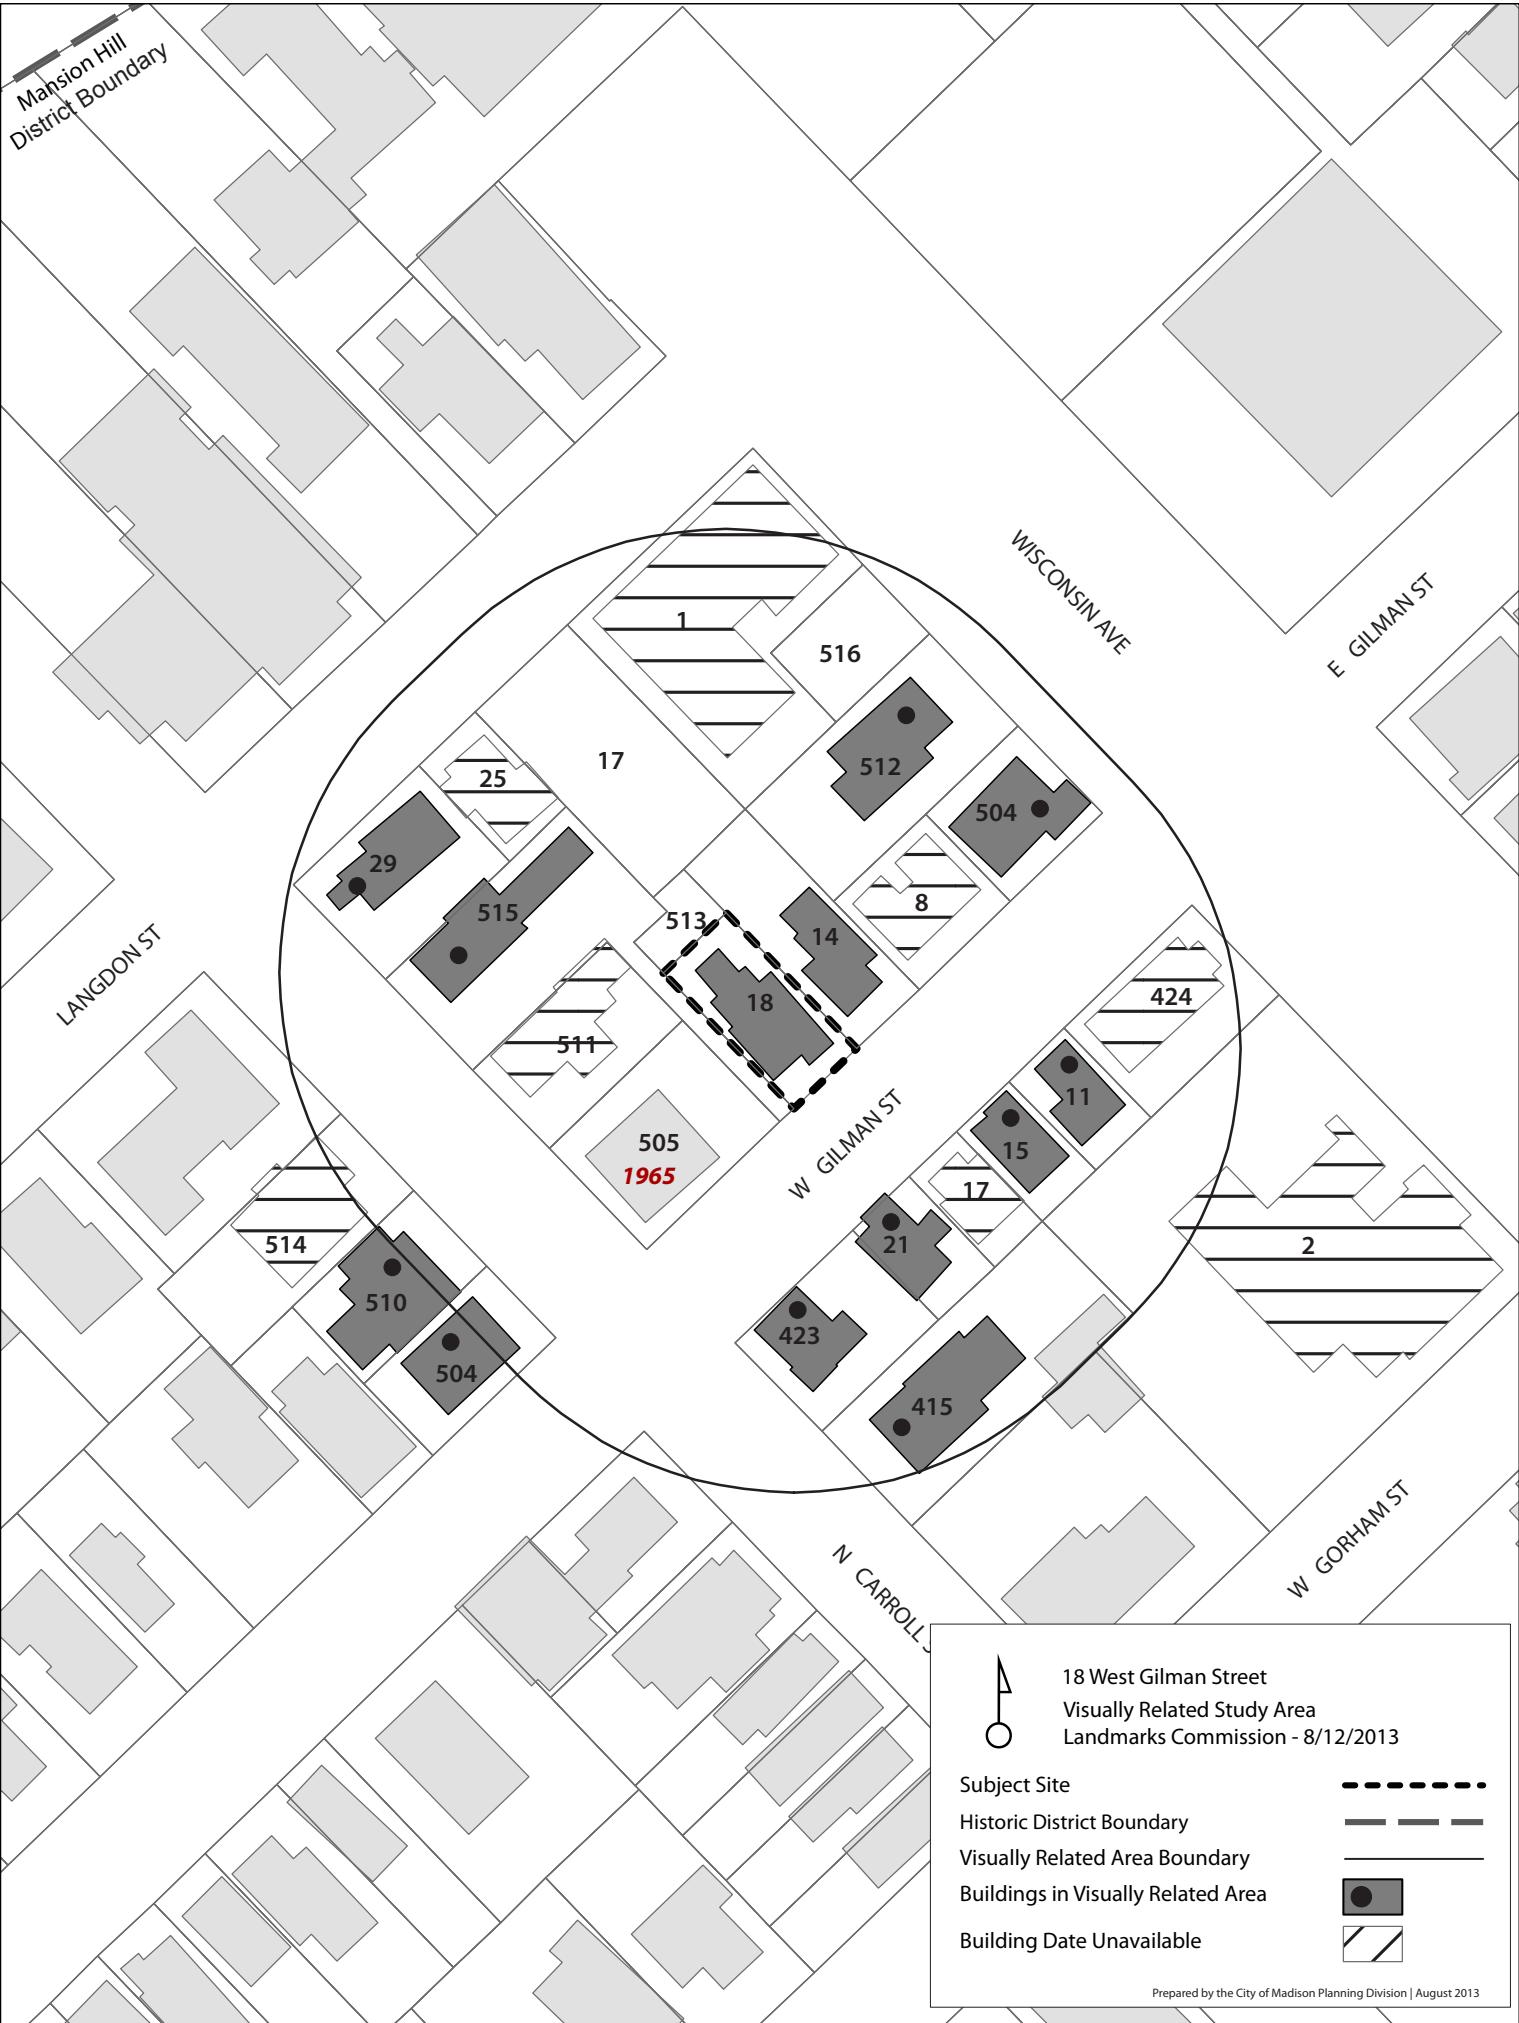 Mansion Hill
District Boundary
WISCONSIN AVE
E GILMAN ST
1
516
17
512
25
504
29
8
515
513
14
LANGDON ST
18
424
511
11
W GILMAN ST
505
15
1965
17
514
21
2
510
423
504
415
W GORHAM ST
N CARROLL
18 West Gilman Street
Visually Related Study Area
Landmarks Commission - 8/12/2013
Subject Site
Historic District Boundary
Visually Related Area Boundary
Buildings in Visually Related Area
Building Date Unavailable
Prepared by the City of Madison Planning Division | August 2013